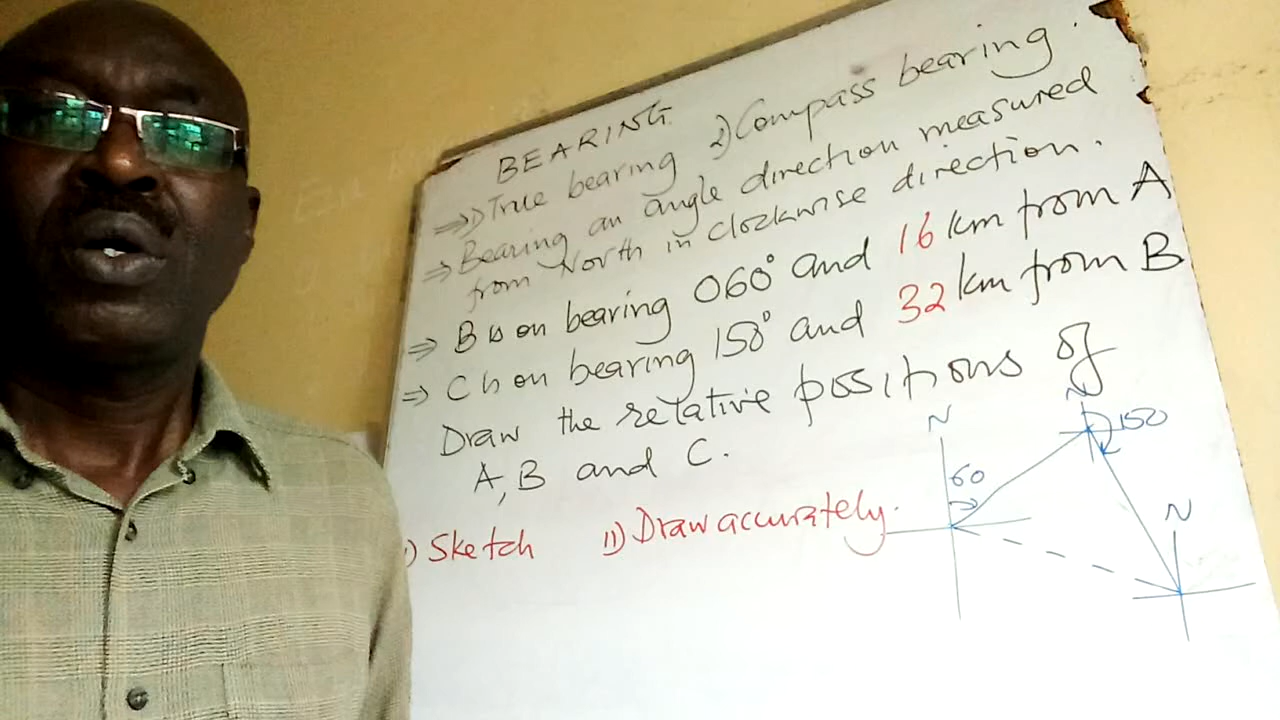 BEARING
⇒ 1) True bearing 2) Compass bearing.
⇒ Bearing an angle direction measured
from North in clockwise direction.
⇒ B is on bearing 060° and 16 km from A
⇒ C is on bearing 150° and 32 km from B
Draw the relative positions of
A, B and C.
i) Sketch ii) Draw accurately.
N
N
150
60
N